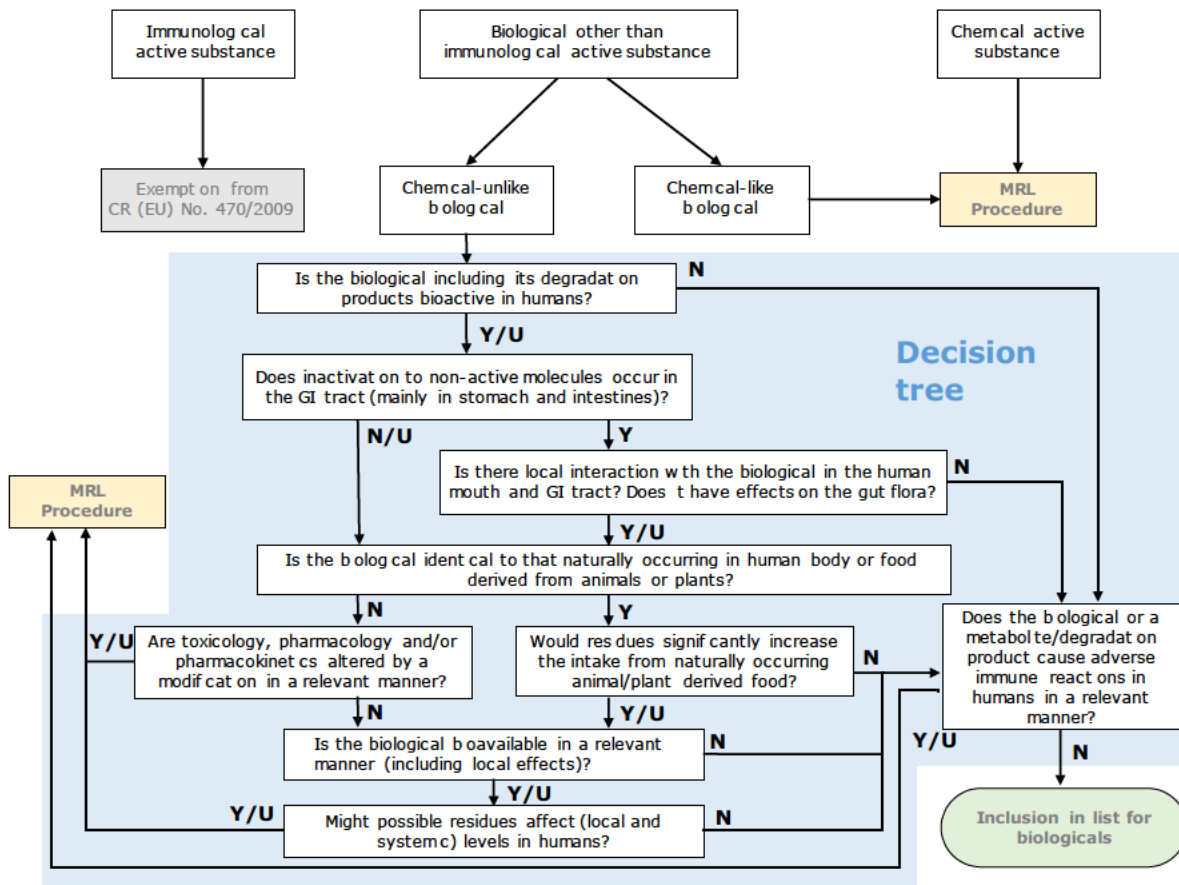 Immunolog cal
active substance
Biological other than
immunolog cal active substance
Chem cal active
substance
Exempt on from
CR (EU) No. 470/2009
Chem cal-unlike
b olog cal
Chem cal-like
b olog cal
MRL
Procedure
Is the biological including its degradat on
products bioactive in humans?
N
Y/U
Decision
tree
Does inactivat on to non-active molecules occur in
the GI tract (mainly in stomach and intestines)?
N/U
Y
Is there local interaction w th the biological in the human
mouth and GI tract? Does t have effects on the gut flora?
N
MRL
Procedure
Y/U
Is the b olog cal ident cal to that naturally occurring in human body or food
derived from animals or plants?
N
Y
Y/U
Are toxicology, pharmacology and/or
pharmacokinet cs altered by a
modif cation in a relevant manner?
Would res dues signif cantly increase
the intake from naturally occurring
animal/plant derived food?
N
Does the b ological or a
metabol te/degradat on
product cause adverse
immune react ons in
humans in a relevant
manner?
N
Y/U
Is the biological b oavailable in a relevant
manner (including local effects)?
N
Y/U
N
Y/U
Y/U
Might possible residues affect (local and
system c) levels in humans?
N
Inclusion in list for
biologicals